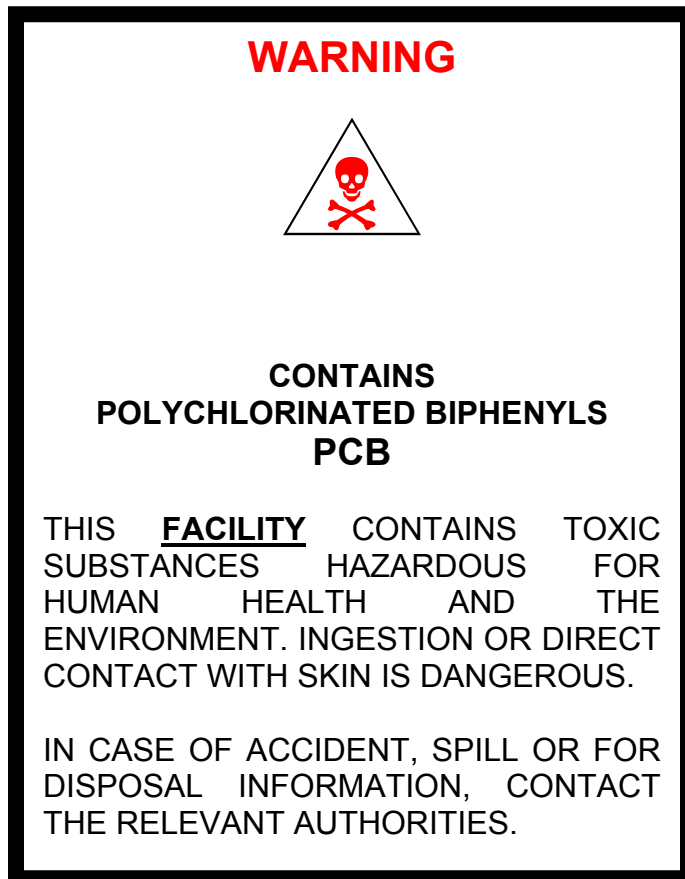 WARNING
CONTAINS
POLYCHLORINATED BIPHENYLS
PCB
THIS FACILITY CONTAINS TOXIC
SUBSTANCES HAZARDOUS FOR
HUMAN HEALTH AND THE
ENVIRONMENT. INGESTION OR DIRECT
CONTACT WITH SKIN IS DANGEROUS.
IN CASE OF ACCIDENT, SPILL OR FOR
DISPOSAL INFORMATION, CONTACT
THE RELEVANT AUTHORITIES.